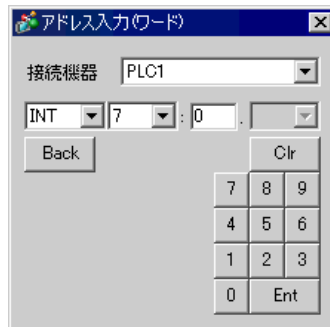 アドレス入力(ワード)
接続機器 PLC1
INT 7 : 0 .
Back Clr
7 8 9
4 5 6
1 2 3
0 Ent